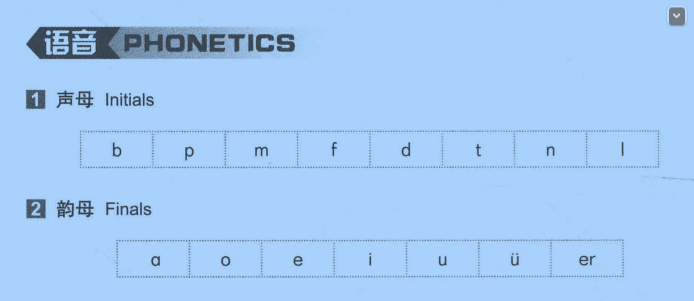 语音 PHONETICS
1 声母 Initials
b p m f d t n l
2 韵母 Finals
ɑ o e i u ü er